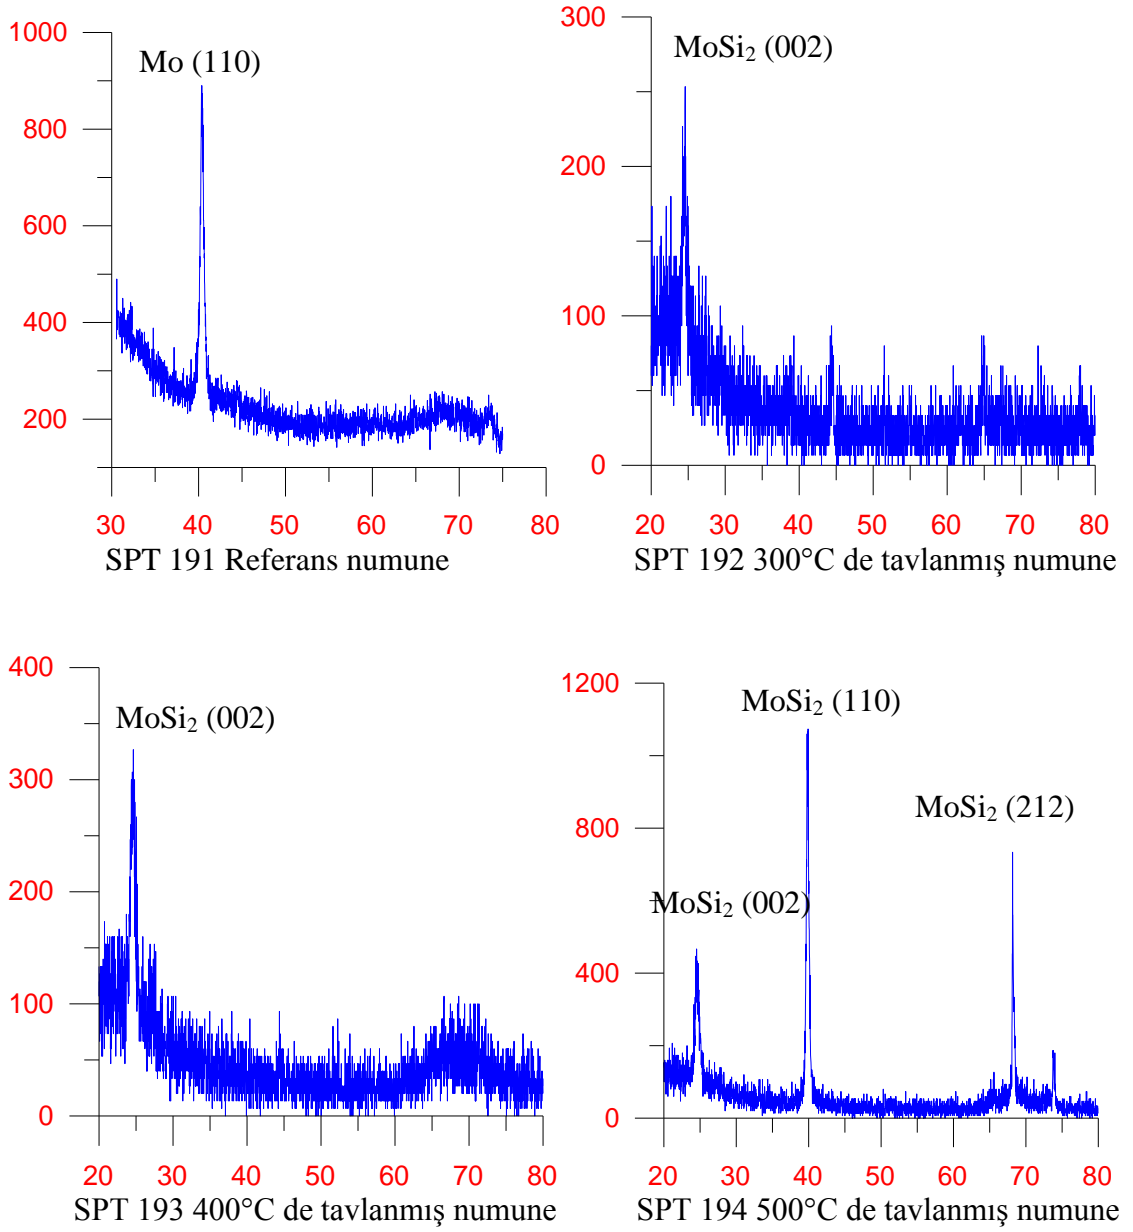 1000
Mo (110)
800
600
400
200
30 40 50 60 70 80
SPT 191 Referans numune
300
MoSi₂ (002)
200
100
0
20 30 40 50 60 70 80
SPT 192 300°C de tavlanmış numune
400
MoSi₂ (002)
300
200
100
0
20 30 40 50 60 70 80
SPT 193 400°C de tavlanmış numune
1200
MoSi₂ (110)
MoSi₂ (212)
800
MoSi₂ (002)
400
0
20 30 40 50 60 70 80
SPT 194 500°C de tavlanmış numune